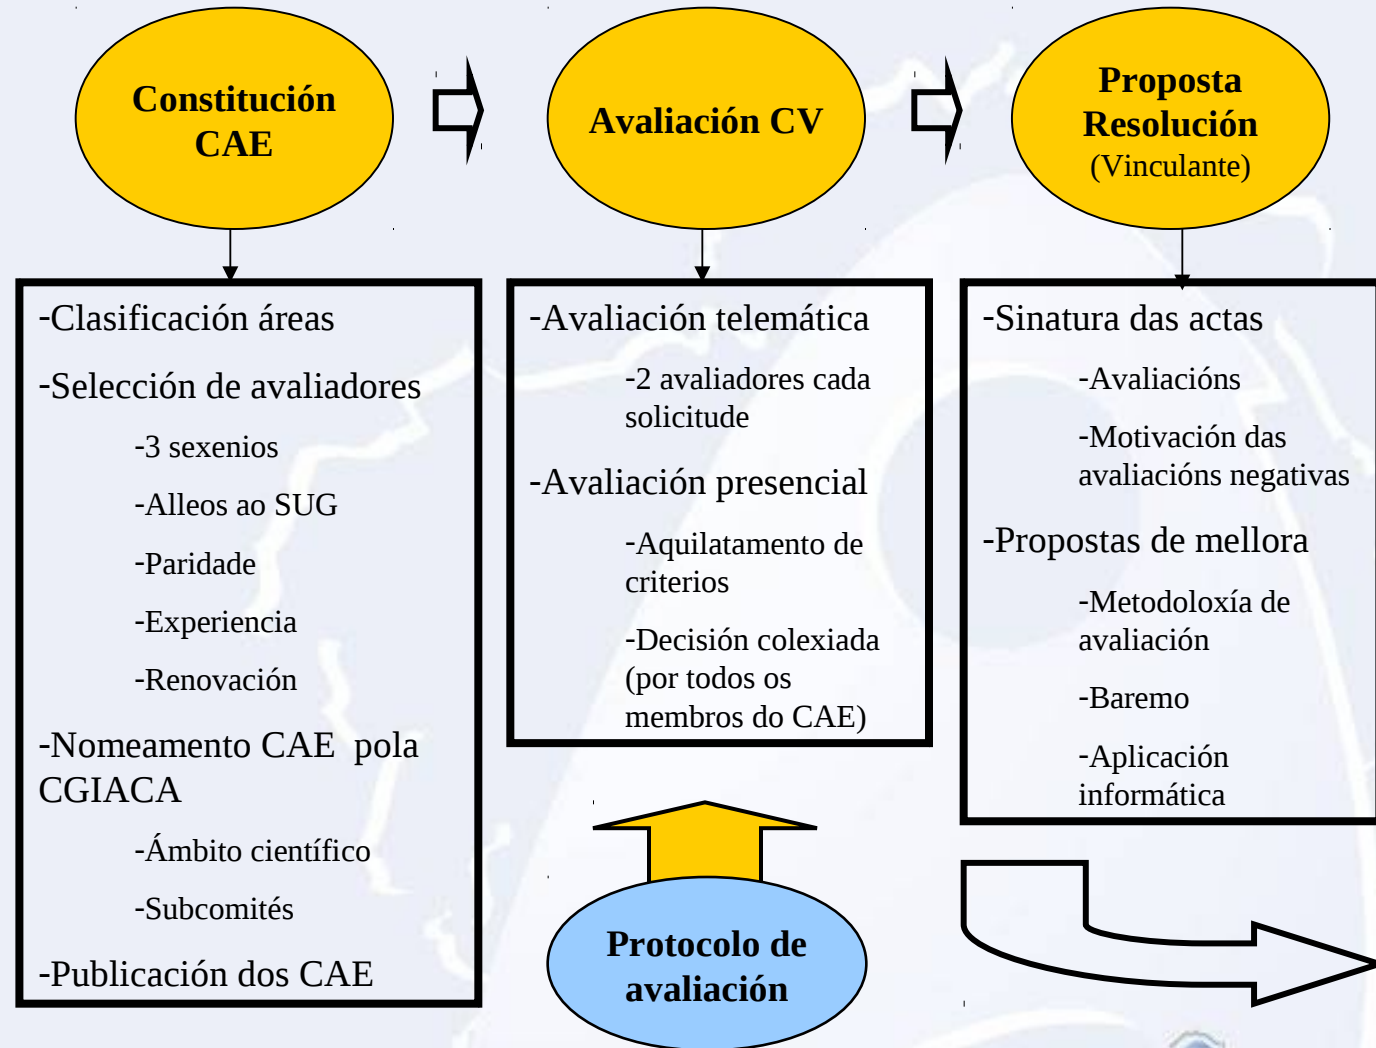 Constitución
CAE
Avaliación CV
Proposta
Resolución
(Vinculante)
-Clasificación áreas
-Selección de avaliadores
-3 sexenios
-Alleos ao SUG
-Paridade
-Experiencia
-Renovación
-Nomeamento CAE pola
CGIACA
-Ámbito científico
-Subcomités
-Publicación dos CAE
-Avaliación telemática
-2 avaliadores cada
solicitude
-Avaliación presencial
-Aquilatamento de
criterios
-Decisión colexiada
(por todos os
membros do CAE)
-Sinatura das actas
-Avaliacións
-Motivación das
avaliacións negativas
-Propostas de mellora
-Metodoloxía de
avaliación
-Baremo
-Aplicación
informática
Protocolo de
avaliación